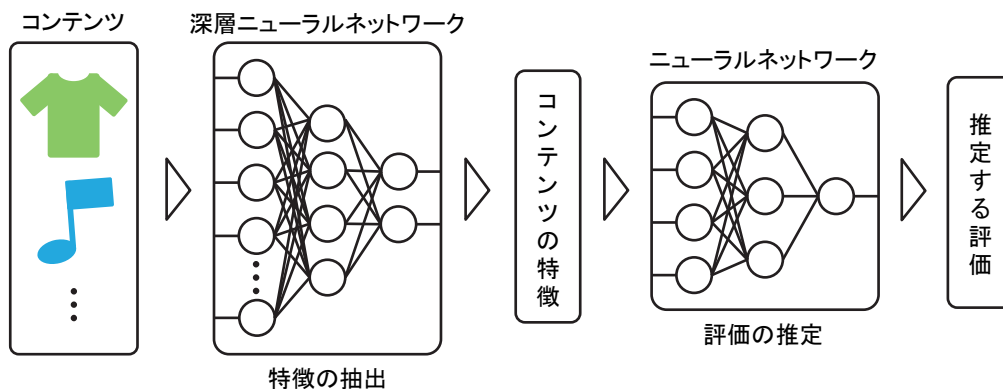 コンテンツ
深層ニューラルネットワーク
特徴の抽出
コンテンツの特徴
ニューラルネットワーク
評価の推定
推定する評価